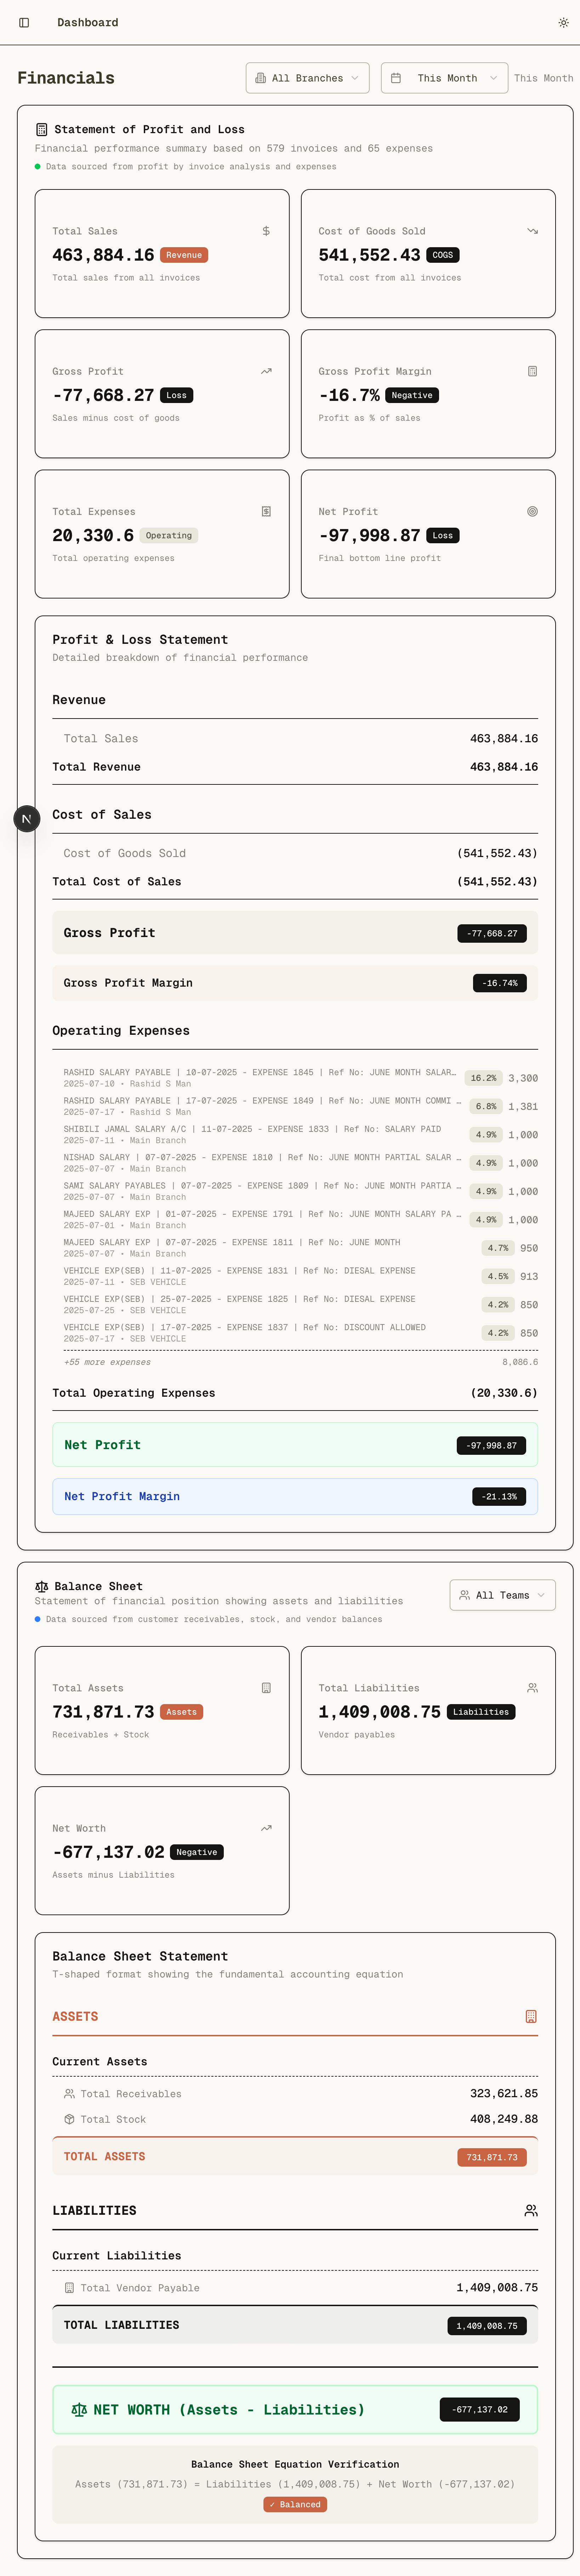 Dashboard
Financials
All Branches
This Month
This Month
Statement of Profit and Loss
Financial performance summary based on 579 invoices and 65 expenses
Data sourced from profit by invoice analysis and expenses
Total Sales
463,884.16 Revenue
Total sales from all invoices
Cost of Goods Sold
541,552.43 COGS
Total cost from all invoices
Gross Profit
-77,668.27 Loss
Sales minus cost of goods
Gross Profit Margin
-16.7% Negative
Profit as % of sales
Total Expenses
20,330.6 Operating
Total operating expenses
Net Profit
-97,998.87 Loss
Final bottom line profit
Profit & Loss Statement
Detailed breakdown of financial performance
Revenue
Total Sales 463,884.16
Total Revenue 463,884.16
N
Cost of Sales
Cost of Goods Sold (541,552.43)
Total Cost of Sales (541,552.43)
Gross Profit -77,668.27
Gross Profit Margin -16.74%
Operating Expenses
RASHID SALARY PAYABLE | 10-07-2025 - EXPENSE 1845 | Ref No: JUNE MONTH SALAR… 16.2% 3,300
2025-07-10 • Rashid S Man
RASHID SALARY PAYABLE | 17-07-2025 - EXPENSE 1849 | Ref No: JUNE MONTH COMMI … 6.8% 1,381
2025-07-17 • Rashid S Man
SHIBILI JAMAL SALARY A/C | 11-07-2025 - EXPENSE 1833 | Ref No: SALARY PAID 4.9% 1,000
2025-07-11 • Main Branch
NISHAD SALARY | 07-07-2025 - EXPENSE 1810 | Ref No: JUNE MONTH PARTIAL SALAR … 4.9% 1,000
2025-07-07 • Main Branch
SAMI SALARY PAYABLES | 07-07-2025 - EXPENSE 1809 | Ref No: JUNE MONTH PARTIA … 4.9% 1,000
2025-07-07 • Main Branch
MAJEED SALARY EXP | 01-07-2025 - EXPENSE 1791 | Ref No: JUNE MONTH SALARY PA … 4.9% 1,000
2025-07-01 • Main Branch
MAJEED SALARY EXP | 07-07-2025 - EXPENSE 1811 | Ref No: JUNE MONTH 4.7% 950
2025-07-07 • Main Branch
VEHICLE EXP(SEB) | 11-07-2025 - EXPENSE 1831 | Ref No: DIESAL EXPENSE 4.5% 913
2025-07-11 • SEB VEHICLE
VEHICLE EXP(SEB) | 25-07-2025 - EXPENSE 1825 | Ref No: DIESAL EXPENSE 4.2% 850
2025-07-25 • SEB VEHICLE
VEHICLE EXP(SEB) | 17-07-2025 - EXPENSE 1837 | Ref No: DISCOUNT ALLOWED 4.2% 850
2025-07-17 • SEB VEHICLE
+55 more expenses 8,086.6
Total Operating Expenses (20,330.6)
Net Profit -97,998.87
Net Profit Margin -21.13%
Balance Sheet
Statement of financial position showing assets and liabilities
Data sourced from customer receivables, stock, and vendor balances
All Teams
Total Assets
731,871.73 Assets
Receivables + Stock
Total Liabilities
1,409,008.75 Liabilities
Vendor payables
Net Worth
-677,137.02 Negative
Assets minus Liabilities
Balance Sheet Statement
T-shaped format showing the fundamental accounting equation
ASSETS
Current Assets
Total Receivables 323,621.85
Total Stock 408,249.88
TOTAL ASSETS 731,871.73
LIABILITIES
Current Liabilities
Total Vendor Payable 1,409,008.75
TOTAL LIABILITIES 1,409,008.75
NET WORTH (Assets - Liabilities) -677,137.02
Balance Sheet Equation Verification
Assets (731,871.73) = Liabilities (1,409,008.75) + Net Worth (-677,137.02)
✓ Balanced